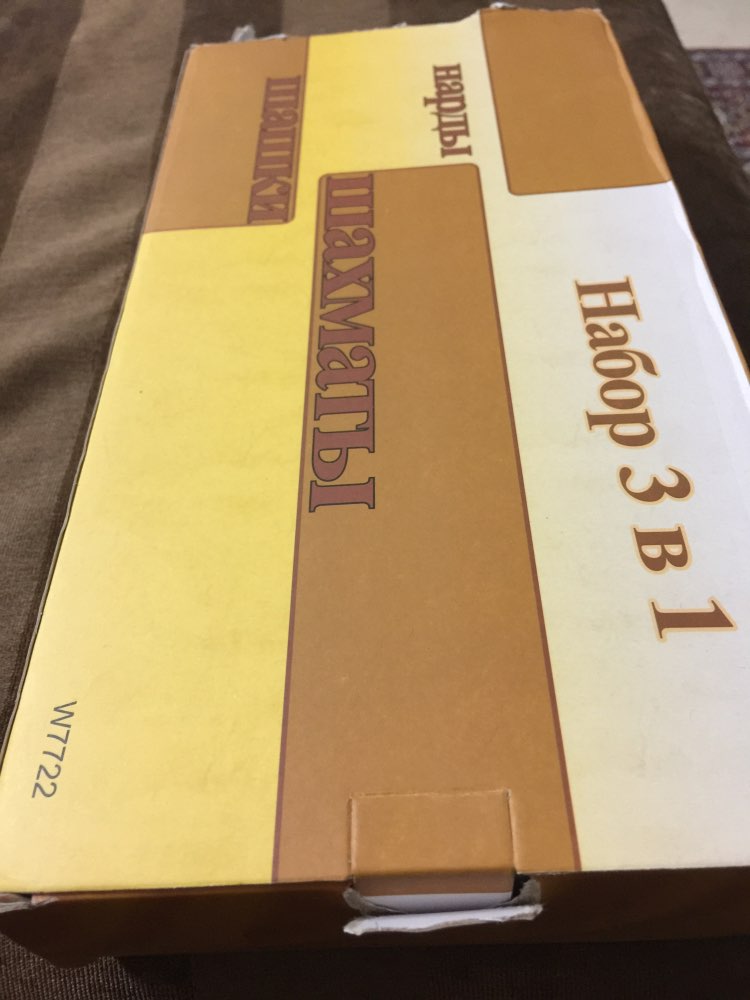 Набор 3 в 1
нарды
шахматы
шашки
W7722